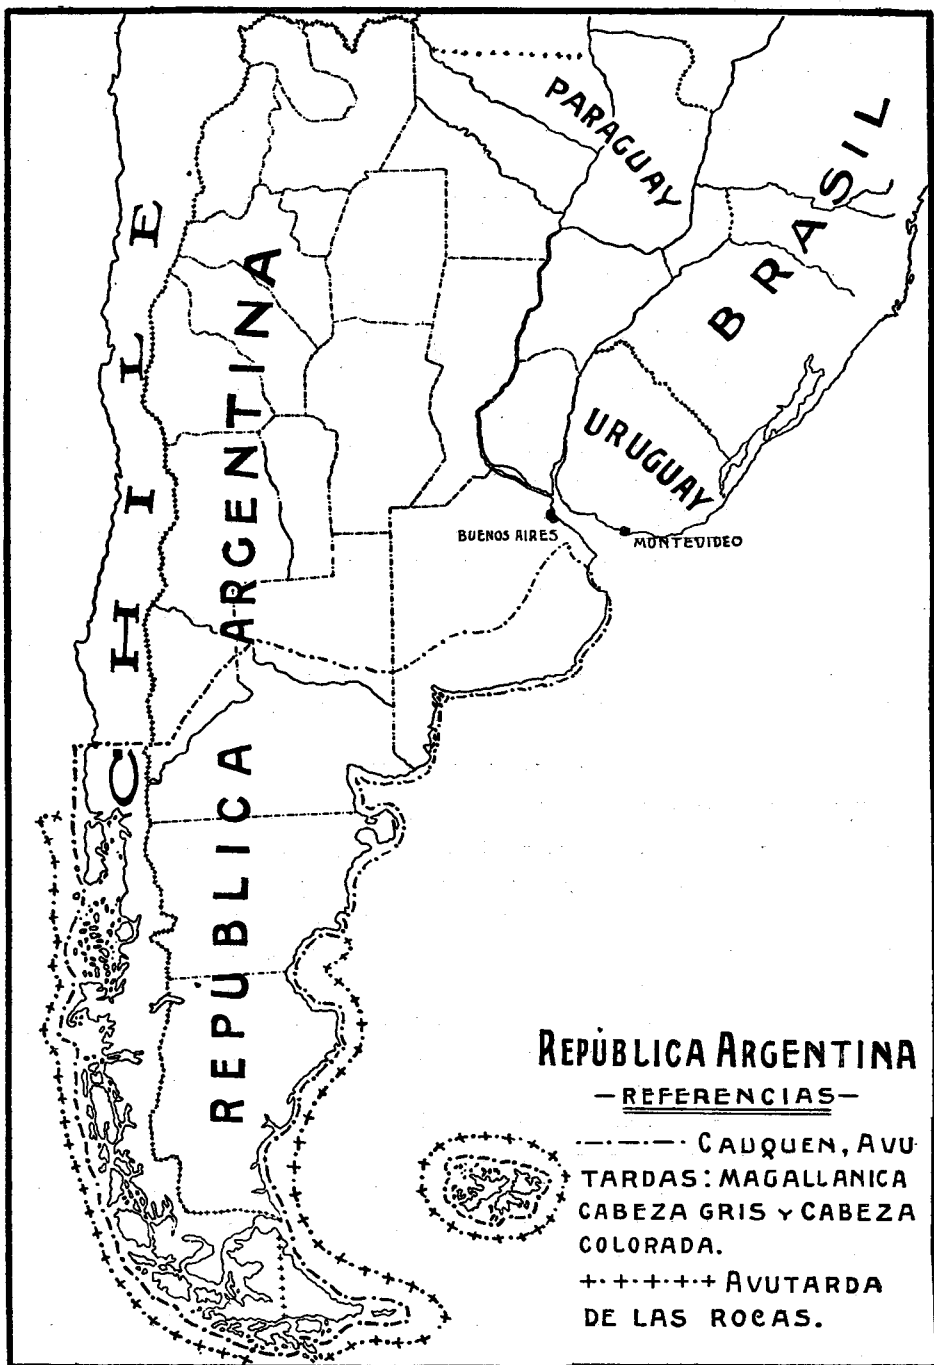 PARAGUAY
BRASIL
CHILE
REPÚBLICA ARGENTINA
URUGUAY
BUENOS AIRES
MONTEVIDEO
REPÚBLICA ARGENTINA
—REFERENCIAS—
CAUQUEN, AVU
TARDAS: MAGALLANICA
CABEZA GRIS Y CABEZA
COLORADA.
+·+·+·+·+ AVUTARDA
DE LAS ROCAS.